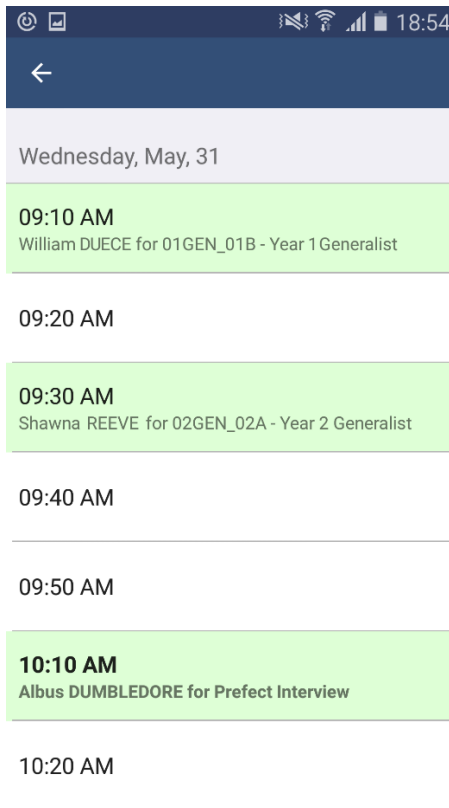 18:54
Wednesday, May, 31
09:10 AM
William DUECE for 01GEN_01B - Year 1 Generalist
09:20 AM
09:30 AM
Shawna REEVE for 02GEN_02A - Year 2 Generalist
09:40 AM
09:50 AM
10:10 AM
Albus DUMBLEDORE for Prefect Interview
10:20 AM